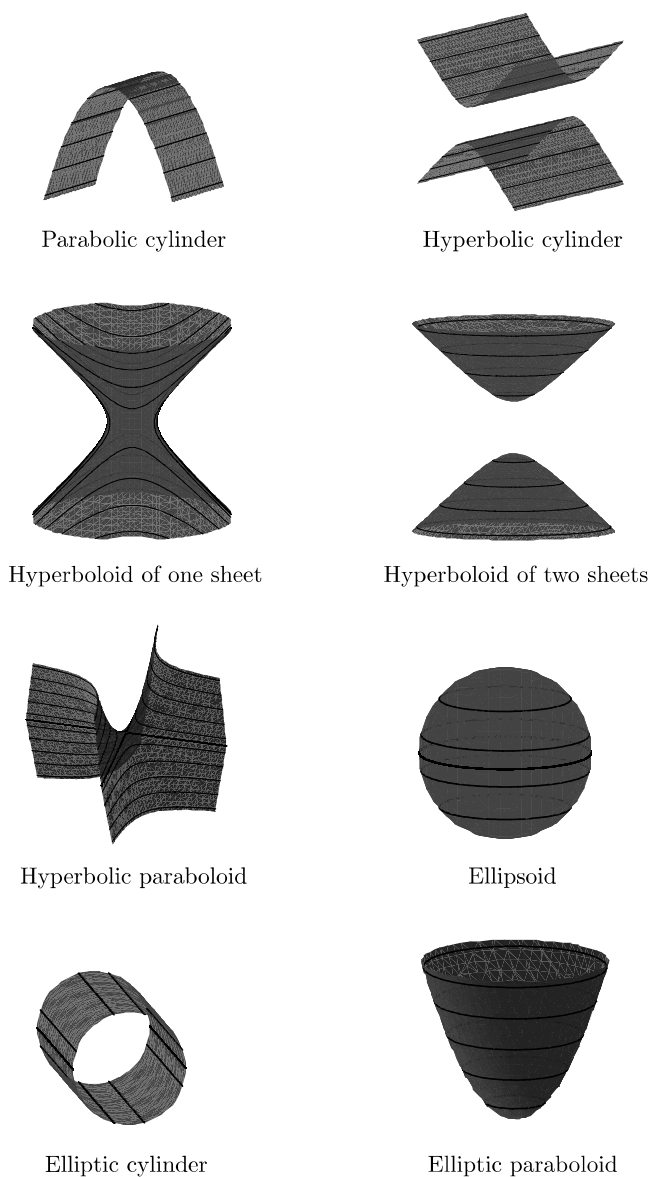 Parabolic cylinder
Hyperbolic cylinder
Hyperboloid of one sheet
Hyperboloid of two sheets
Hyperbolic paraboloid
Ellipsoid
Elliptic cylinder
Elliptic paraboloid